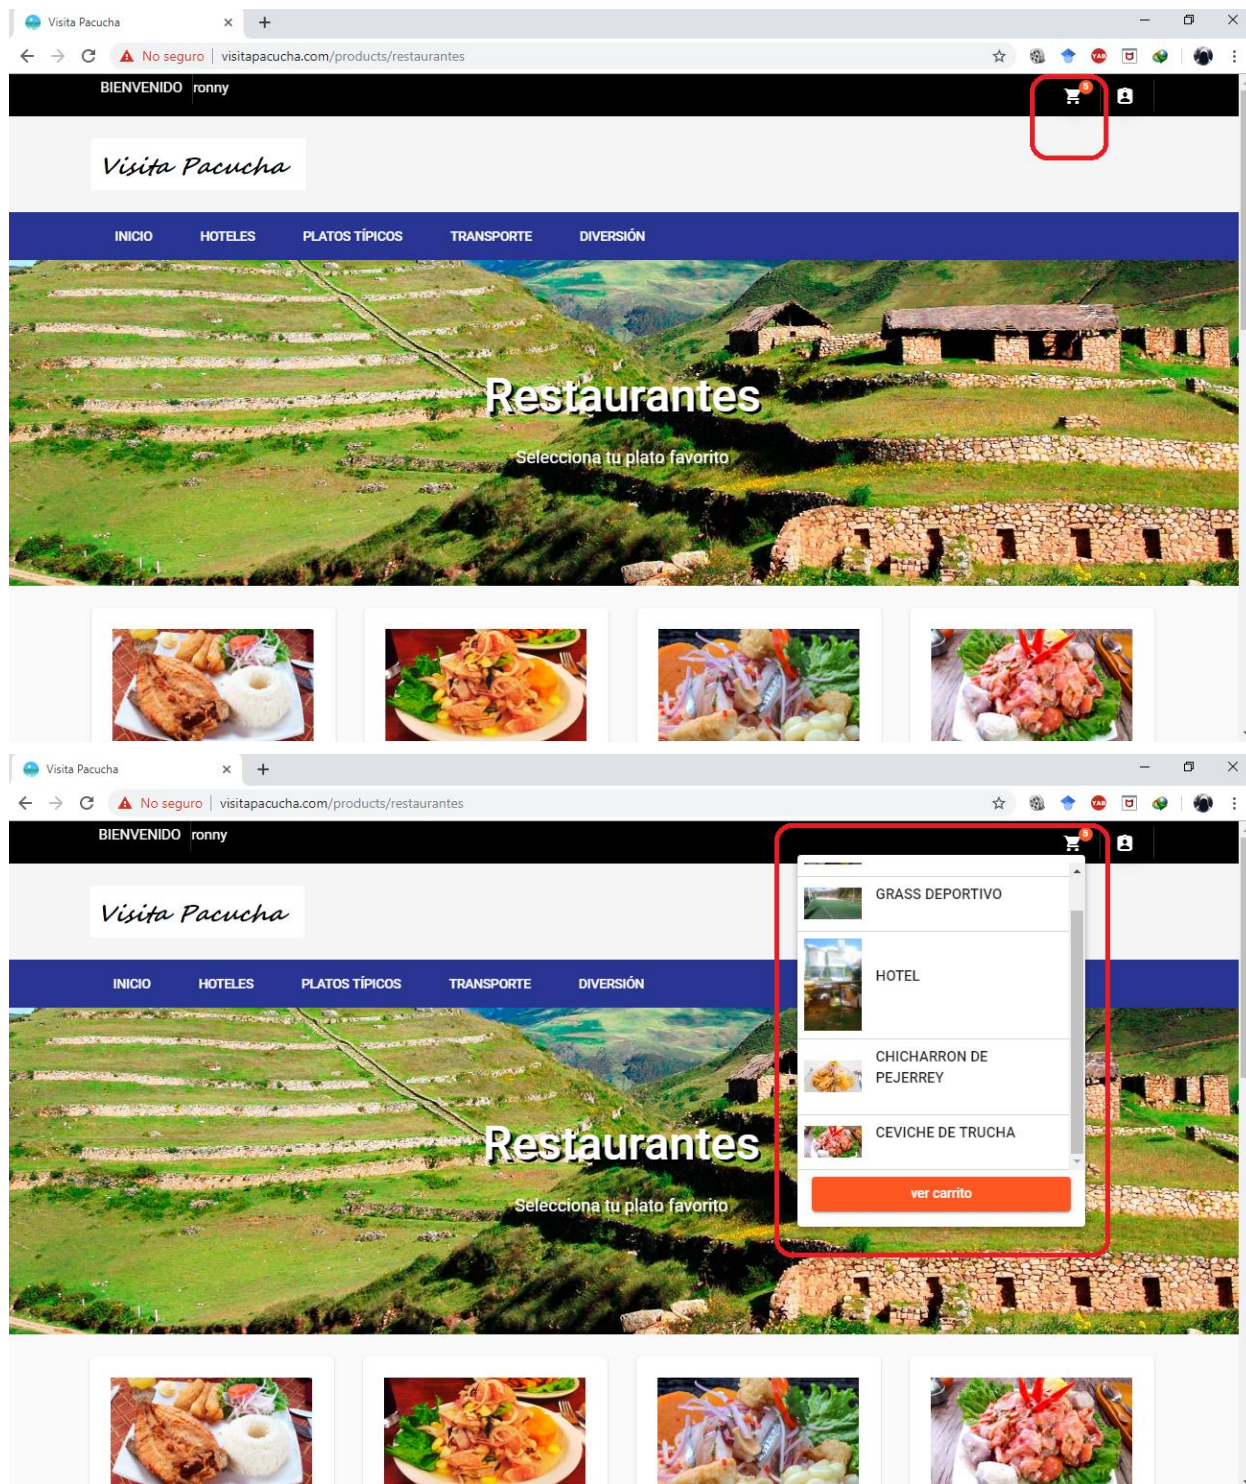 Visita Pacucha
No seguro | visitapacucha.com/products/restaurantes
BIENVENIDO ronny
5
Visita Pacucha
INICIO HOTELES PLATOS TÍPICOS TRANSPORTE DIVERSIÓN
Restaurantes
Selecciona tu plato favorito
Visita Pacucha
No seguro | visitapacucha.com/products/restaurantes
BIENVENIDO ronny
5
GRASS DEPORTIVO
Visita Pacucha
HOTEL
INICIO HOTELES PLATOS TÍPICOS TRANSPORTE DIVERSIÓN
CHICHARRON DE
PEJERREY
CEVICHE DE TRUCHA
Restaurantes
ver carrito
Selecciona tu plato favorito